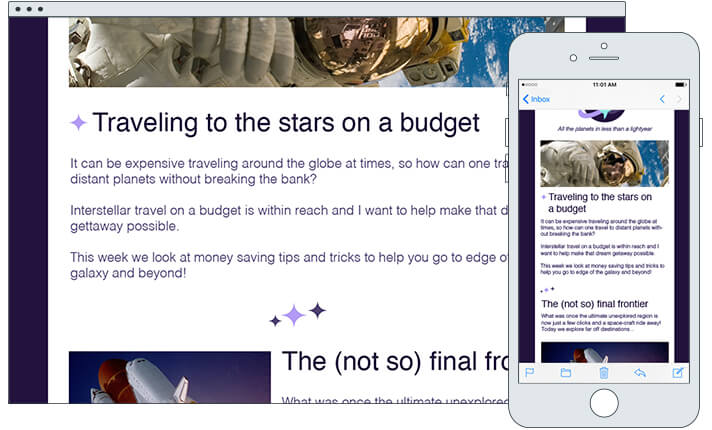 Traveling to the stars on a budget
It can be expensive traveling around the globe at times, so how can one tra
distant planets without breaking the bank?
Interstellar travel on a budget is within reach and I want to help make that d
gettaway possible.
This week we look at money saving tips and tricks to help you go to edge of
galaxy and beyond!
The (not so) final fro
What was once the ultimate unexplored
11:01 AM
Inbox
All the planets in less than a lightyear
Traveling to the stars on
a budget
It can be expensive traveling around the globe at
times, so how can one travel to distant planets with-
out breaking the bank?
Interstellar travel on a budget is within reach and I
want to help make that dream getaway possible.
This week we look at money saving tips and tricks to
help you go to edge of the galaxy and beyond!
The (not so) final frontier
What was once the ultimate unexplored region is
now just a few clicks and a space-craft ride away!
Today we explore far off destinations...